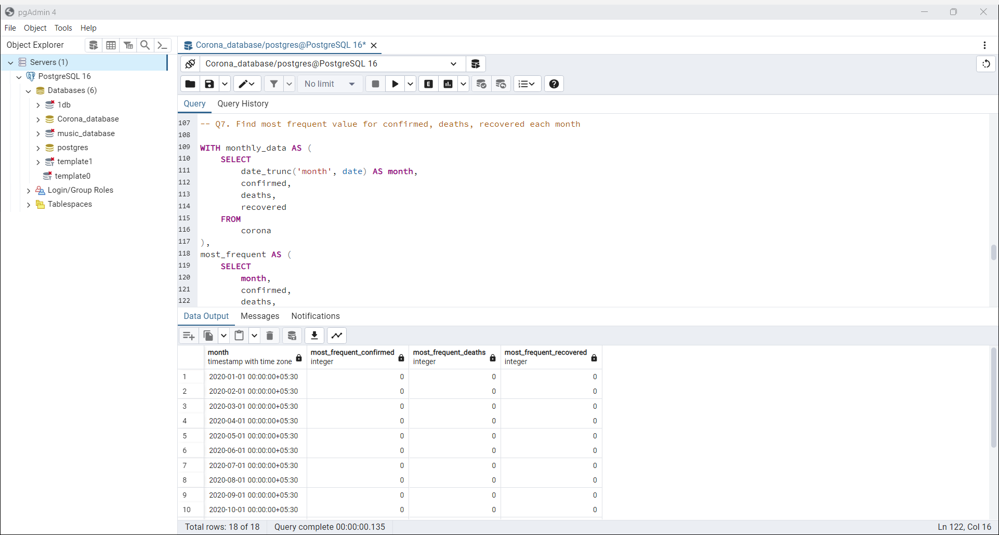 pgAdmin 4
File Object Tools Help
Object Explorer
Corona_database/postgres@PostgreSQL 16*
Servers (1)
PostgreSQL 16
Databases (6)
1db
Corona_database
music_database
postgres
template1
template0
Login/Group Roles
Tablespaces
Corona_database/postgres@PostgreSQL 16
No limit
E
Query Query History
107 -- Q7. Find most frequent value for confirmed, deaths, recovered each month
108
109 WITH monthly_data AS (
110 SELECT
111 date_trunc('month', date) AS month,
112 confirmed,
113 deaths,
114 recovered
115 FROM
116 corona
117 ),
118 most_frequent AS (
119 SELECT
120 month,
121 confirmed,
122 deaths,
Data Output Messages Notifications
month most_frequent_confirmed most_frequent_deaths most_frequent_recovered
timestamp with time zone integer integer integer
1 2020-01-01 00:00:00+05:30 0 0 0
2 2020-02-01 00:00:00+05:30 0 0 0
3 2020-03-01 00:00:00+05:30 0 0 0
4 2020-04-01 00:00:00+05:30 0 0 0
5 2020-05-01 00:00:00+05:30 0 0 0
6 2020-06-01 00:00:00+05:30 0 0 0
7 2020-07-01 00:00:00+05:30 0 0 0
8 2020-08-01 00:00:00+05:30 0 0 0
9 2020-09-01 00:00:00+05:30 0 0 0
10 2020-10-01 00:00:00+05:30 0 0 0
Total rows: 18 of 18 Query complete 00:00:00.135 Ln 122, Col 16